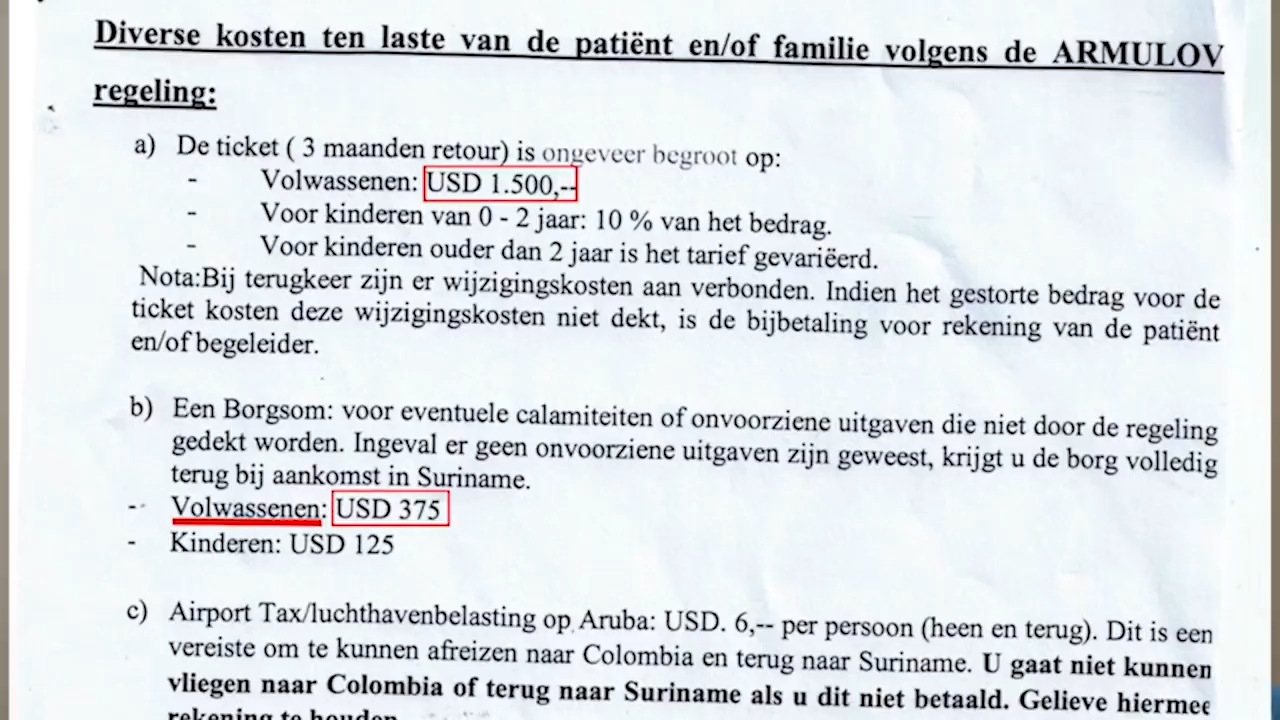 Diverse kosten ten laste van de patiënt en/of familie volgens de ARMULOV
regeling:
a) De ticket ( 3 maanden retour) is ongeveer begroot op:
- Volwassenen: USD 1.500,--
- Voor kinderen van 0 - 2 jaar: 10 % van het bedrag.
- Voor kinderen ouder dan 2 jaar is het tarief gevariëerd.
Nota:Bij terugkeer zijn er wijzigingskosten aan verbonden. Indien het gestorte bedrag voor de
ticket kosten deze wijzigingskosten niet dekt, is de bijbetaling voor rekening van de patiënt
en/of begeleider.
b) Een Borgsom: voor eventuele calamiteiten of onvoorziene uitgaven die niet door de regeling
gedekt worden. Ingeval er geen onvoorziene uitgaven zijn geweest, krijgt u de borg volledig
terug bij aankomst in Suriname.
- Volwassenen: USD 375
- Kinderen: USD 125
c) Airport Tax/luchthavenbelasting op Aruba: USD. 6,-- per persoon (heen en terug). Dit is een
vereiste om te kunnen afreizen naar Colombia en terug naar Suriname. U gaat niet kunnen
vliegen naar Colombia of terug naar Suriname als u dit niet betaald. Gelieve hiermee
rekening te houden.